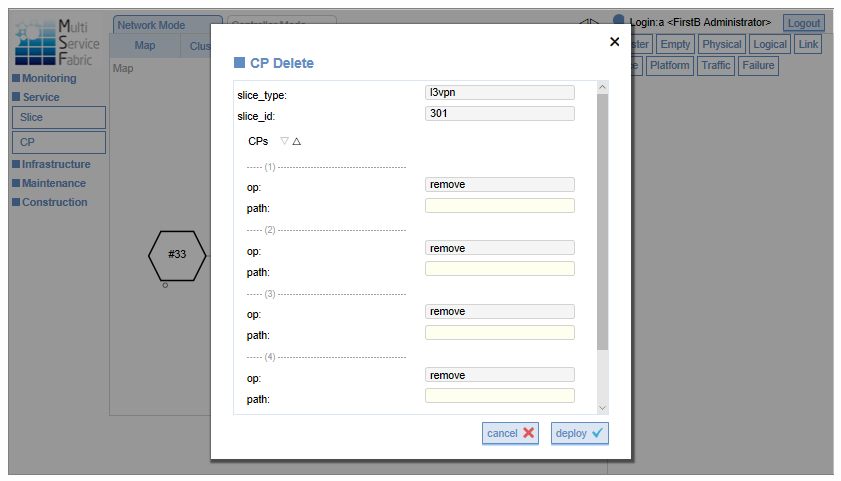 Multi
Service
Fabric
Network Mode
Controller Mode
Login:a <FirstB Administrator>
Logout
Map
Clus
ster
Empty
Physical
Logical
Link
Platform
Traffic
Failure
Map
Monitoring
Service
Slice
CP
Infrastructure
Maintenance
Construction
#33
CP Delete
slice_type:
l3vpn
slice_id:
301
CPs ▽ △
----- (1) --------------------------------
op:
remove
path:
----- (2) --------------------------------
op:
remove
path:
----- (3) --------------------------------
op:
remove
path:
----- (4) --------------------------------
op:
remove
path:
cancel
deploy